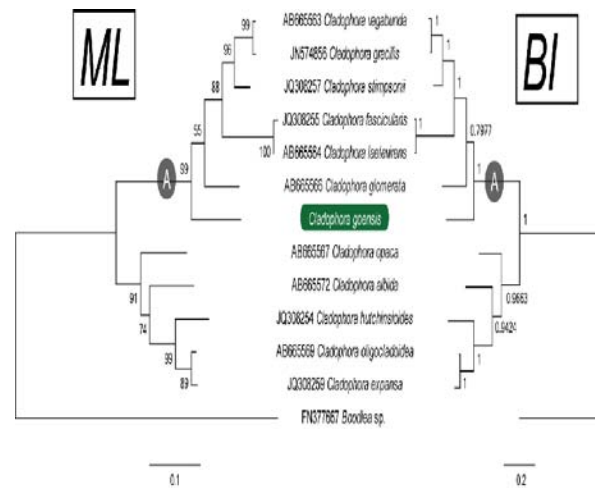 ML
BI
AB665563 Cladophora vagabunda
JN574856 Cladophora gracilis
JQ308257 Cladophora stimpsonii
JQ308255 Cladophora fascicularis
AB665564 Cladophora laetevirens
AB665566 Cladophora glomerata
Cladophora goensis
AB665567 Cladophora opaca
AB665572 Cladophora albida
JQ308254 Cladophora hutchinsioides
AB665569 Cladophora oligocladoidea
JQ308259 Cladophora expansa
FN377667 Boodlea sp.
99
96
88
55
100
99
A
91
74
99
89
0.1
1
1
1
1
0.7977
1
A
1
0.9663
0.9424
1
1
0.2